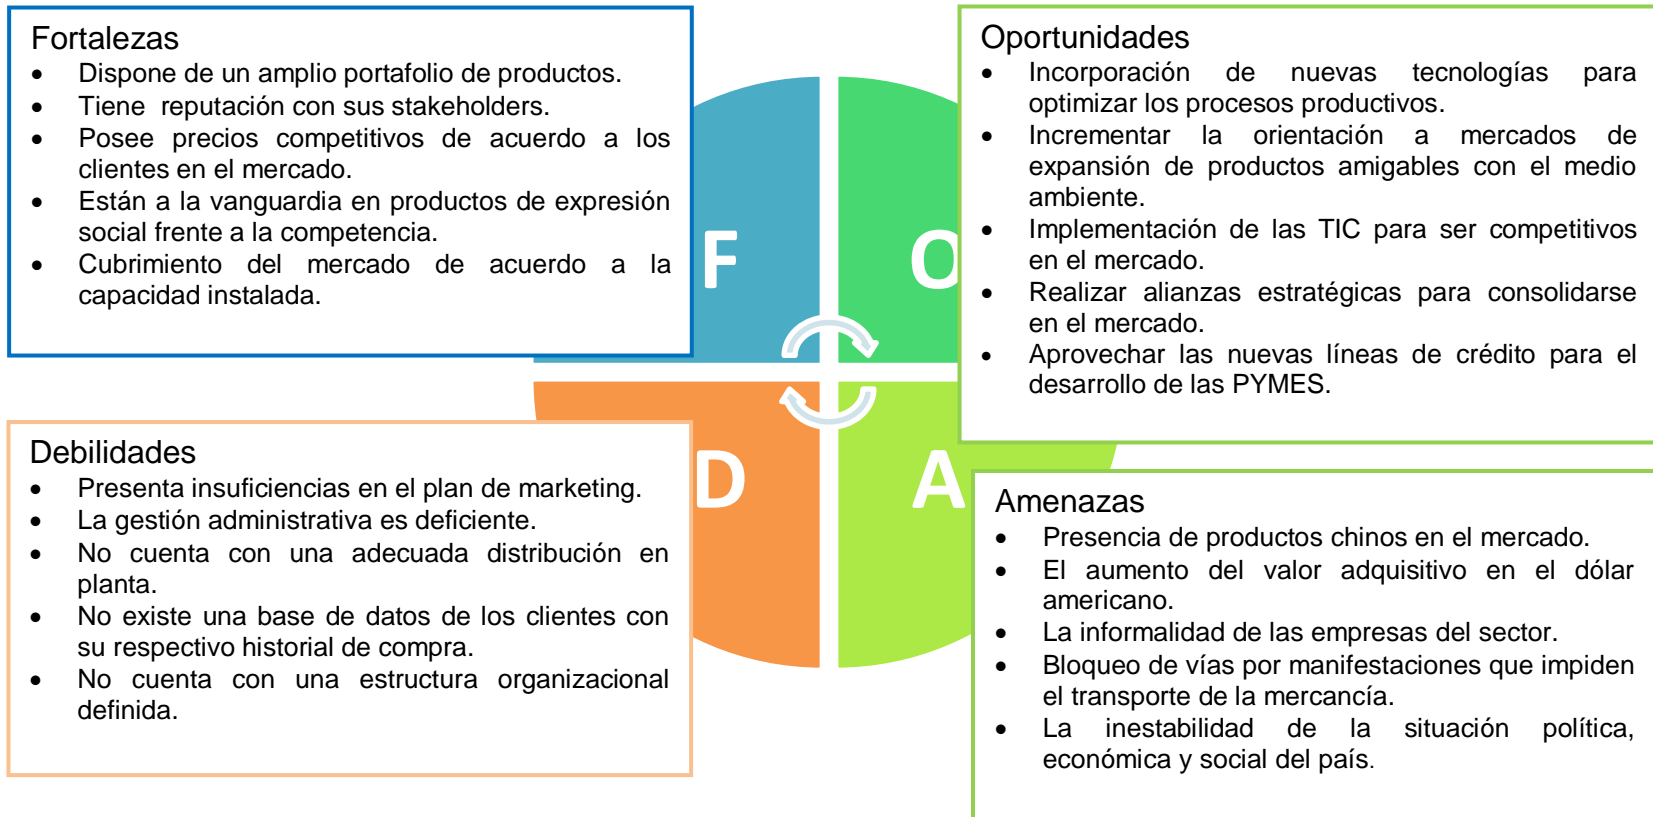 Fortalezas
• Dispone de un amplio portafolio de productos.
• Tiene reputación con sus stakeholders.
• Posee precios competitivos de acuerdo a los
clientes en el mercado.
• Están a la vanguardia en productos de expresión
social frente a la competencia.
• Cubrimiento del mercado de acuerdo a la
capacidad instalada.
F
Oportunidades
• Incorporación de nuevas tecnologías para
optimizar los procesos productivos.
• Incrementar la orientación a mercados de
expansión de productos amigables con el medio
ambiente.
• Implementación de las TIC para ser competitivos
en el mercado.
• Realizar alianzas estratégicas para consolidarse
en el mercado.
• Aprovechar las nuevas líneas de crédito para el
desarrollo de las PYMES.
O
Debilidades
• Presenta insuficiencias en el plan de marketing.
• La gestión administrativa es deficiente.
• No cuenta con una adecuada distribución en
planta.
• No existe una base de datos de los clientes con
su respectivo historial de compra.
• No cuenta con una estructura organizacional
definida.
D
A
Amenazas
• Presencia de productos chinos en el mercado.
• El aumento del valor adquisitivo en el dólar
americano.
• La informalidad de las empresas del sector.
• Bloqueo de vías por manifestaciones que impiden
el transporte de la mercancía.
• La inestabilidad de la situación política,
económica y social del país.